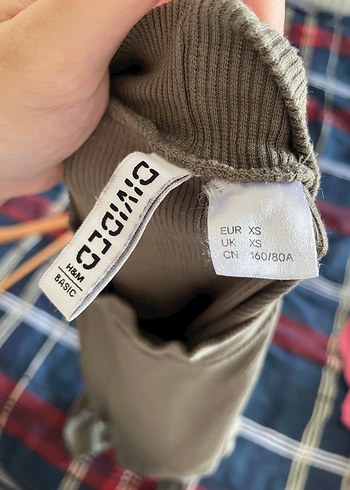 DIVIDED
H&M
BASIC
EUR XS
UK XS
CN 160/80A